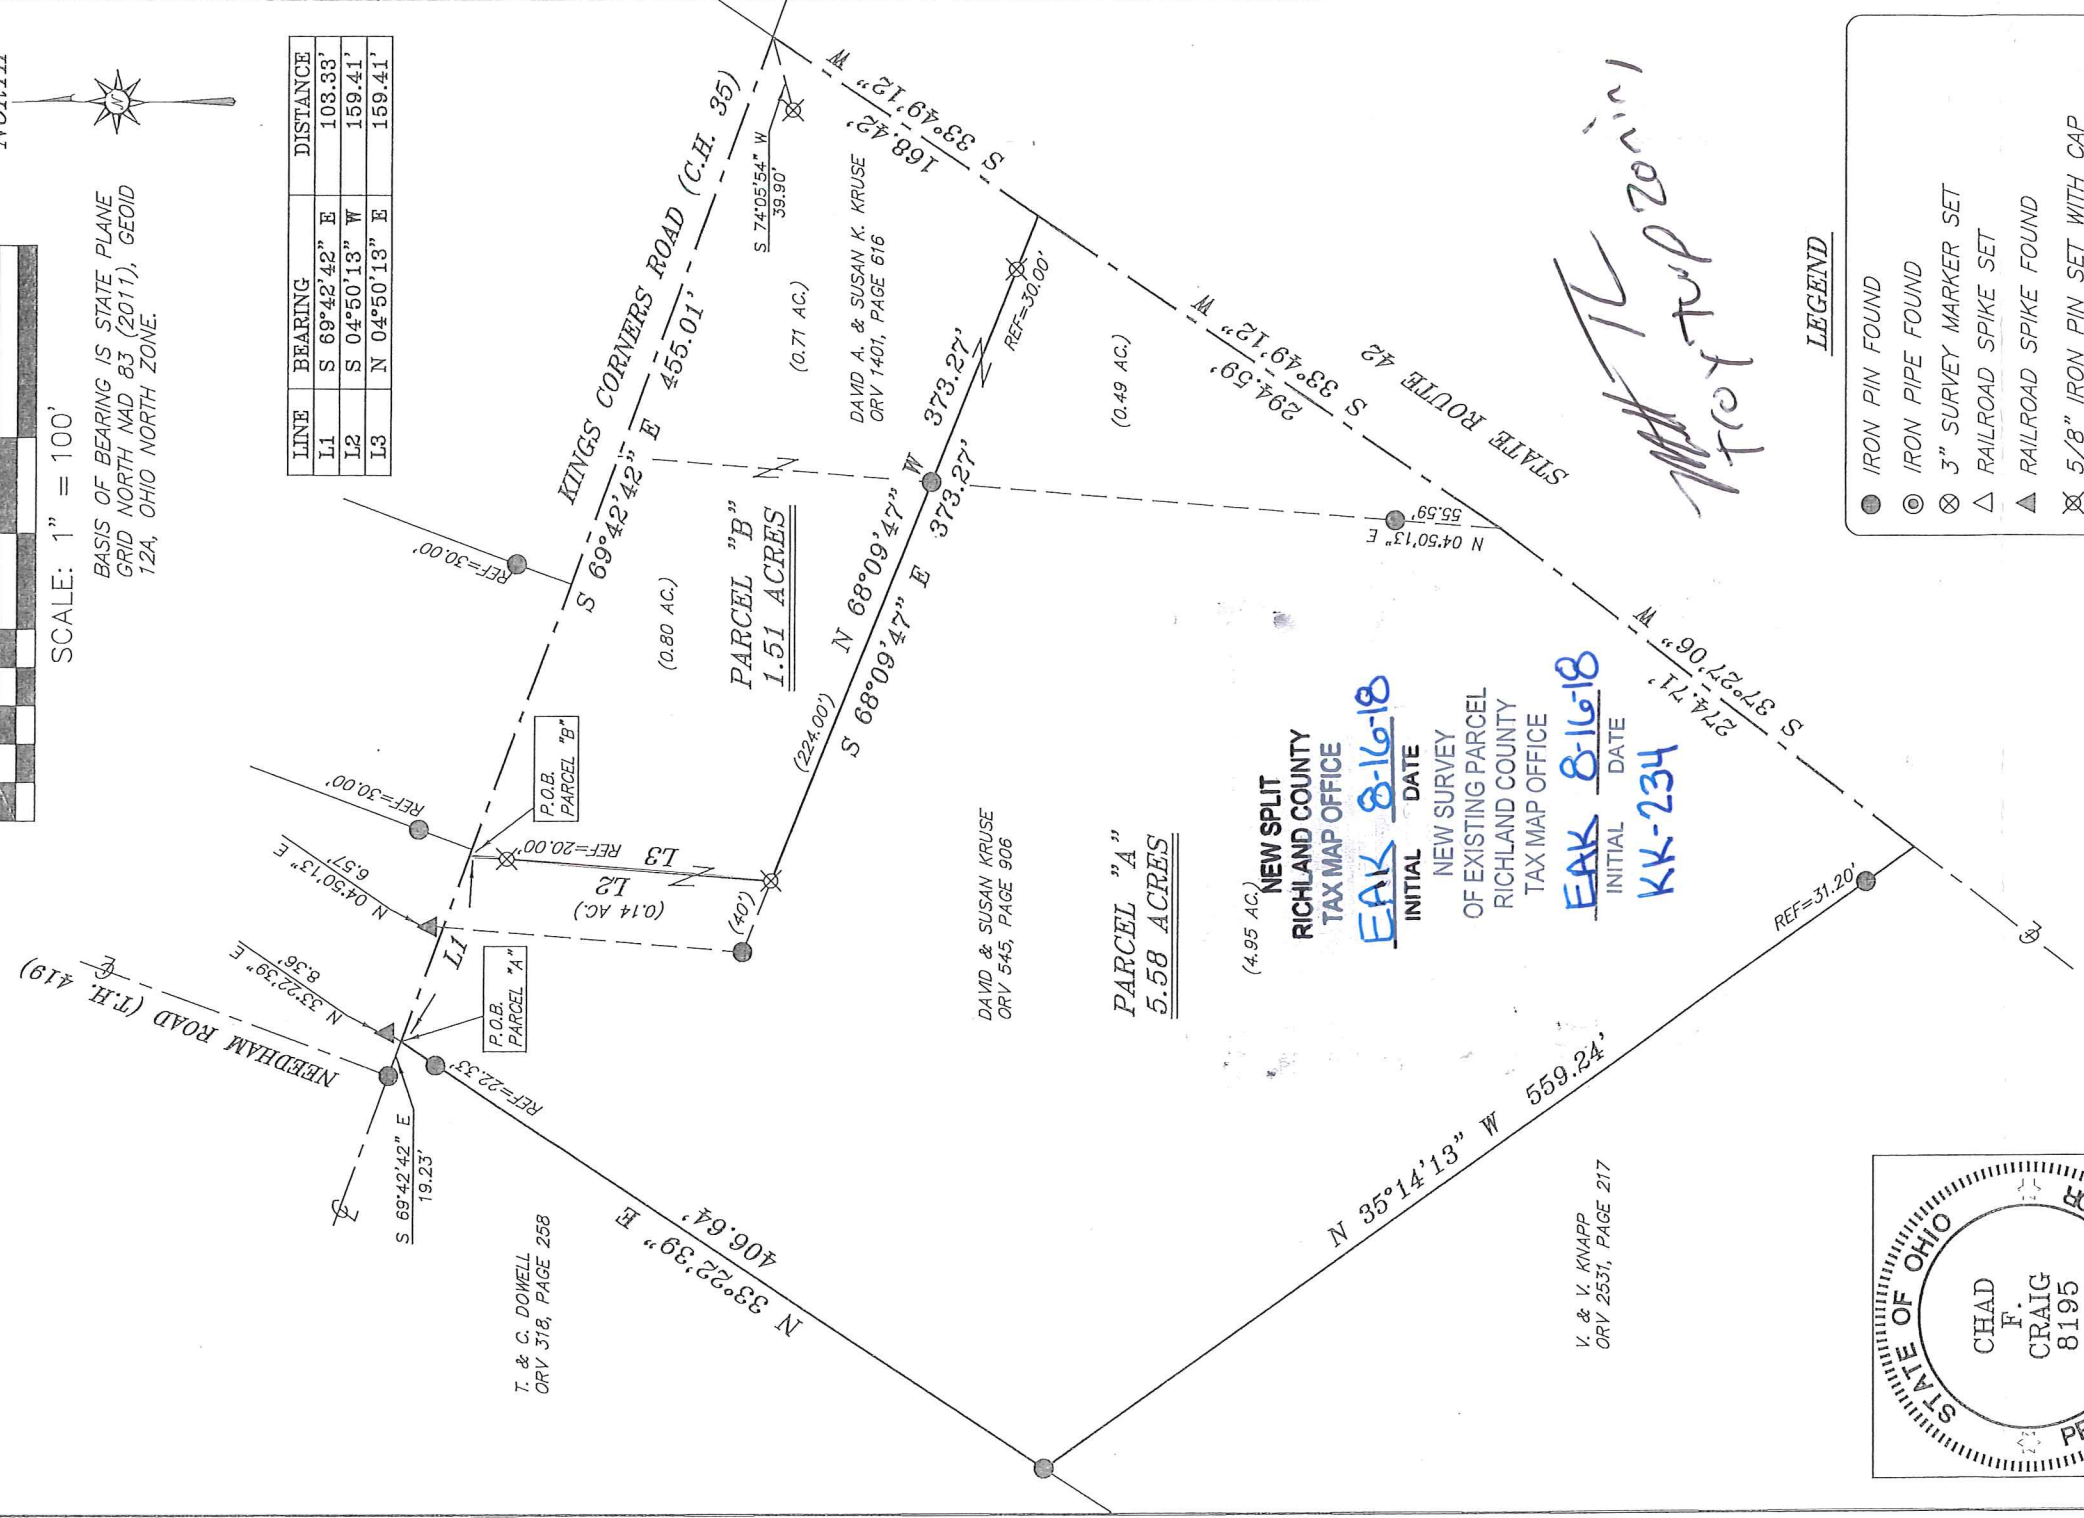 SCALE: 1" = 100'
BASIS OF BEARING IS STATE PLANE
GRID NORTH NAD 83 (2011), GEOID
12A, OHIO NORTH ZONE.
LINE BEARING DISTANCE
L1 S 69°42'42" E 103.33'
L2 S 04°50'13" W 159.41'
L3 N 04°50'13" E 159.41'
NEEDHAM ROAD (T.H. 419)
N 33°22'39" E
8.36'
N 04°50'13" E
6.57'
REF=30.00'
REF=30.00'
KINGS CORNERS ROAD (C.H. 35)
S 69°42'42" E 455.01'
S 69°42'42" E
19.23'
L1
P.O.B.
PARCEL "A"
P.O.B.
PARCEL "B"
REF=22.33'
REF=20.00'
L2
L3
(0.14 AC.)
(40')
(0.80 AC.)
PARCEL "B"
1.51 ACRES
S 74°05'54" W
39.90'
(0.71 AC.)
DAVID A. & SUSAN K. KRUSE
ORV 1401, PAGE 616
S 33°49'12" W
168.42'
(224.00')
N 68°09'47" W 373.27'
S 68°09'47" E 373.27'
REF=30.00'
(0.49 AC.)
S 33°49'12" W
294.59'
STATE ROUTE 42
N 04°50'13" E
55.59'
T. & C. DOWELL
ORV 318, PAGE 258
N 33°22'39" E
406.64'
DAVID & SUSAN KRUSE
ORV 545, PAGE 906
PARCEL "A"
5.58 ACRES
(4.95 AC.)
NEW SPLIT
RICHLAND COUNTY
TAX MAP OFFICE
EAK 8-16-18
INITIAL DATE
NEW SURVEY
OF EXISTING PARCEL
RICHLAND COUNTY
TAX MAP OFFICE
EAK 8-16-18
INITIAL DATE
KK-234
S 37°27'06" W
274.71'
REF=31.20'
N 35°14'13" W 559.24'
V. & V. KNAPP
ORV 2531, PAGE 217
Troy Twp zonin
LEGEND
IRON PIN FOUND
IRON PIPE FOUND
3" SURVEY MARKER SET
RAILROAD SPIKE SET
RAILROAD SPIKE FOUND
5/8" IRON PIN SET WITH CAP
STATE OF OHIO
CHAD
F.
CRAIG
8195